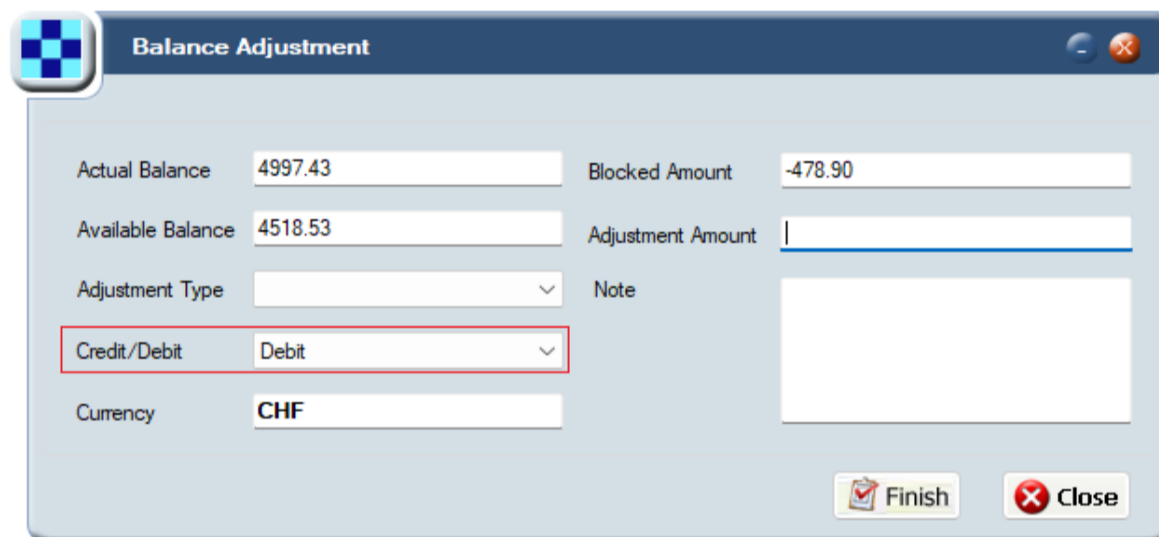 Balance Adjustment
Actual Balance 4997.43 Blocked Amount -478.90
Available Balance 4518.53 Adjustment Amount
Adjustment Type Note
Credit/Debit Debit
Currency CHF
Finish Close